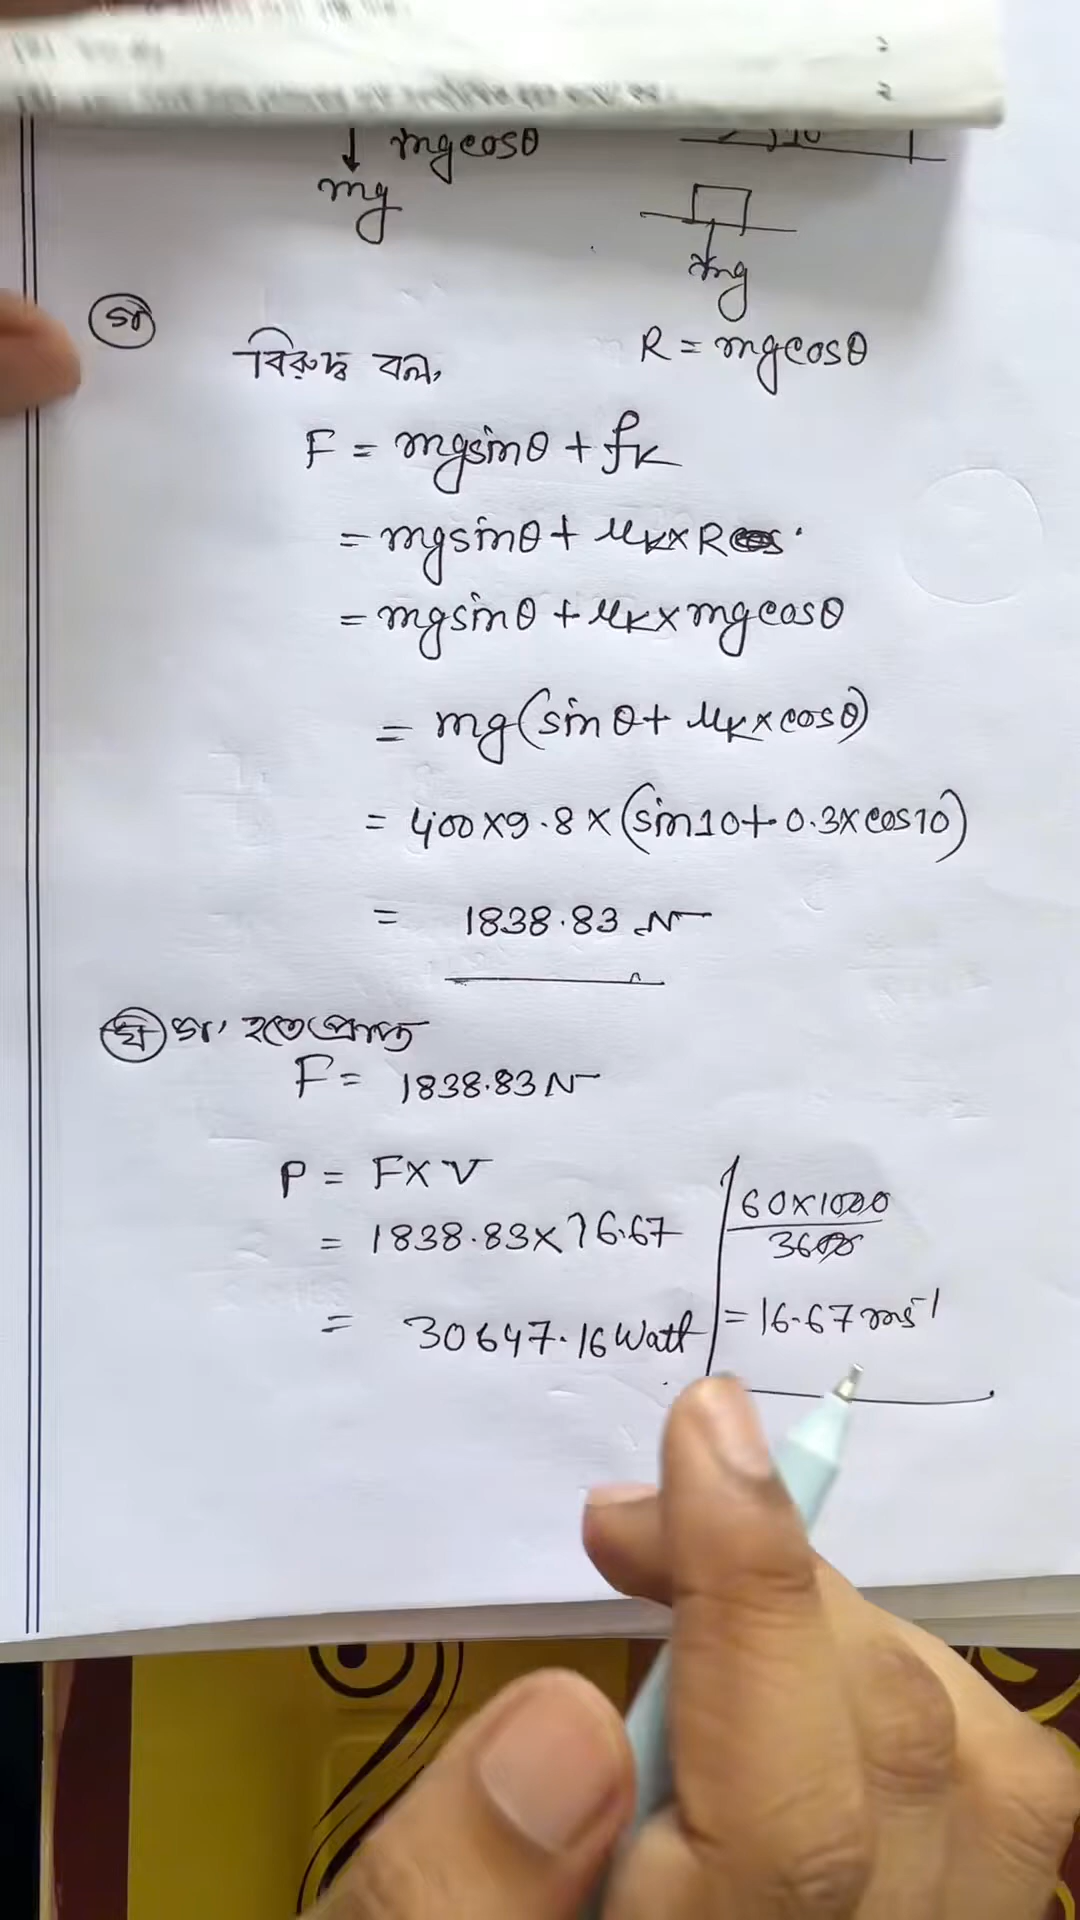 mgcosθ
mg
mg
গ
বিরুদ্ধ বল, R = mgcosθ
F = mgsinθ + fK
= mgsinθ + μK×R
= mgsinθ + μK× mgcosθ
= mg(sinθ + μK×cosθ)
= 400×9.8×(sin10+0.3×cos10)
= 1838.83 N
ঘ গ' হতে প্রাপ্ত
F = 1838.83 N
P = F×V
= 1838.83×16.67
= 30647.16 Watt
60×1000
3600
= 16.67 ms⁻¹